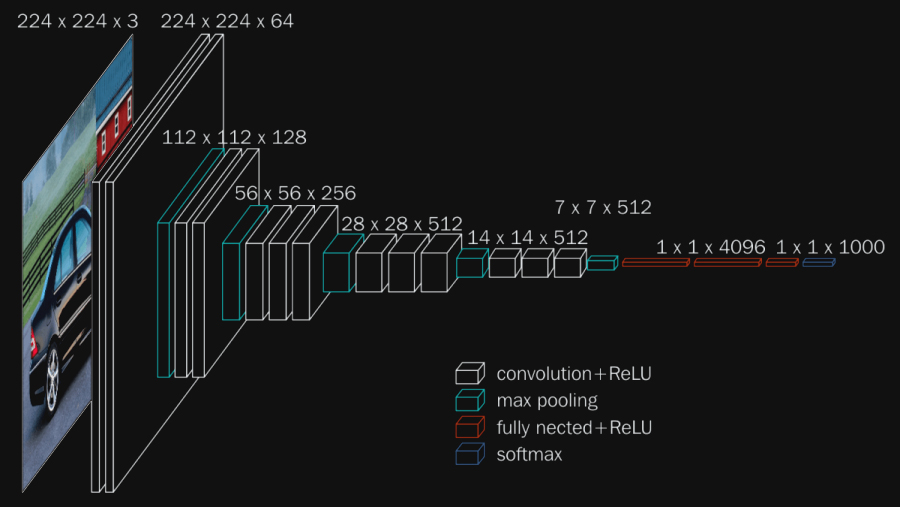 224 x 224 x 3
224 x 224 x 64
112 x 112 x 128
56 x 56 x 256
28 x 28 x 512
14 x 14 x 512
7 x 7 x 512
1 x 1 x 4096
1 x 1 x 1000
convolution+ReLU
max pooling
fully nected+ReLU
softmax